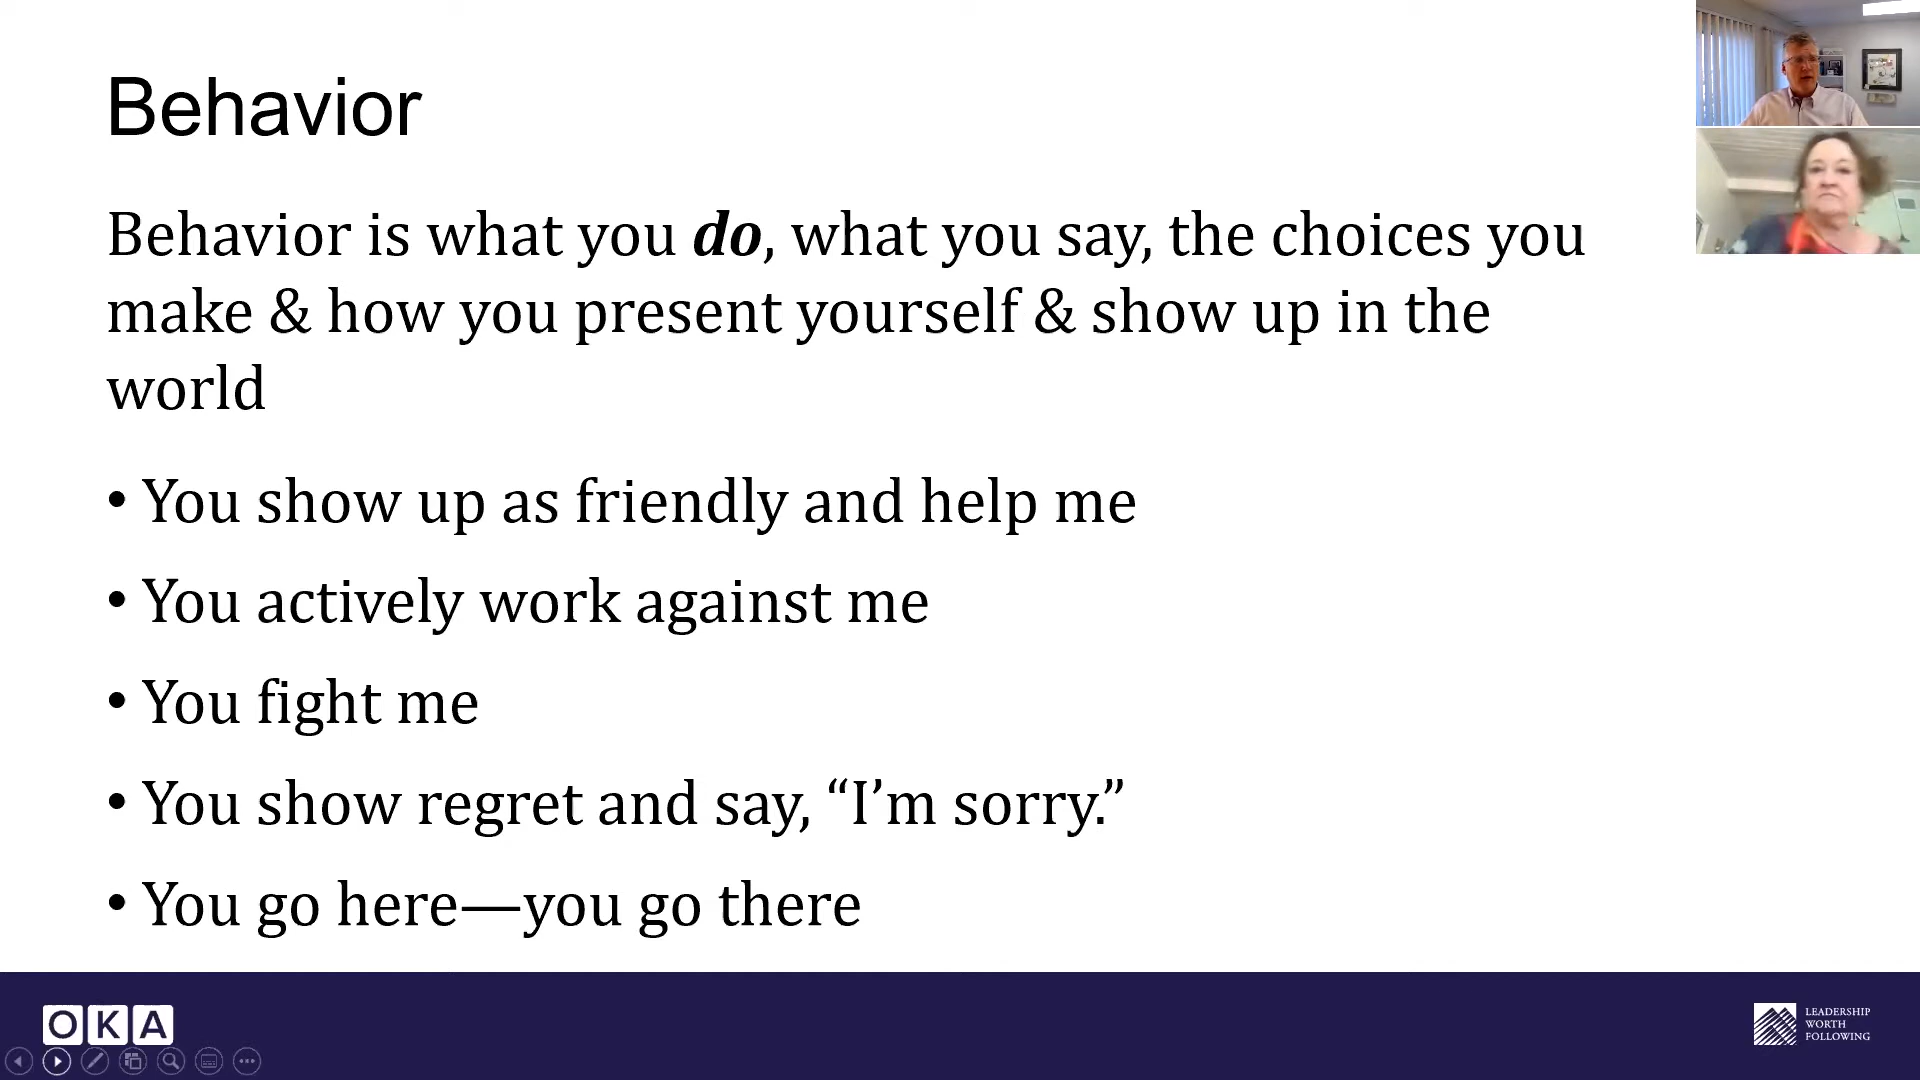 Behavior
Behavior is what you do, what you say, the choices you
make & how you present yourself & show up in the
world
• You show up as friendly and help me
• You actively work against me
• You fight me
• You show regret and say, “I’m sorry.”
• You go here—you go there
OKA
LEADERSHIP
WORTH
FOLLOWING